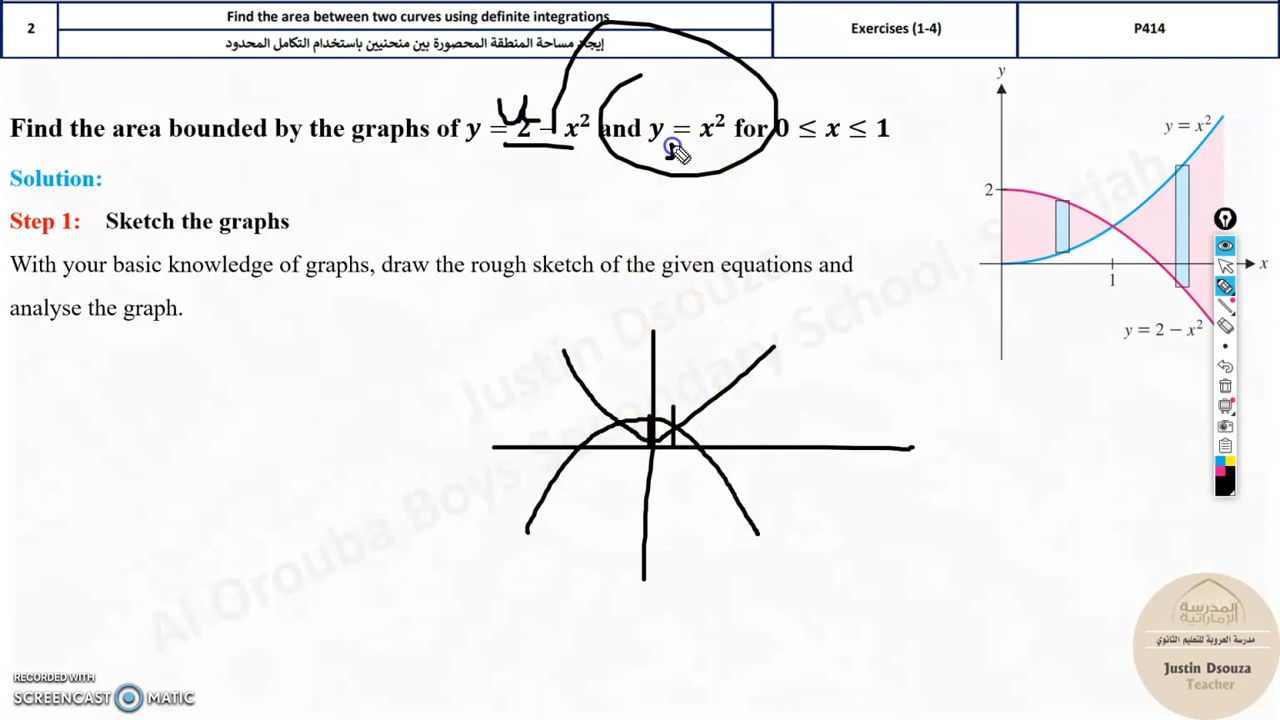 2
Find the area between two curves using definite integrations
إيجاد مساحة المنطقة المحصورة بين منحنيين باستخدام التكامل المحدود
Exercises (1-4)
P414
Find the area bounded by the graphs of y = 2 − x² and y = x² for 0 ≤ x ≤ 1
u
Solution:
Step 1: Sketch the graphs
With your basic knowledge of graphs, draw the rough sketch of the given equations and
analyse the graph.
y
y = x²
2
1
x
y = 2 − x²
Justin Dsouza
Al Orouba Boys Secondary School, Sharjah
المدرسة
الإماراتية
مدرسة العروبة للتعليم الثانوي
Justin Dsouza
Teacher
RECORDED WITH
SCREENCAST MATIC